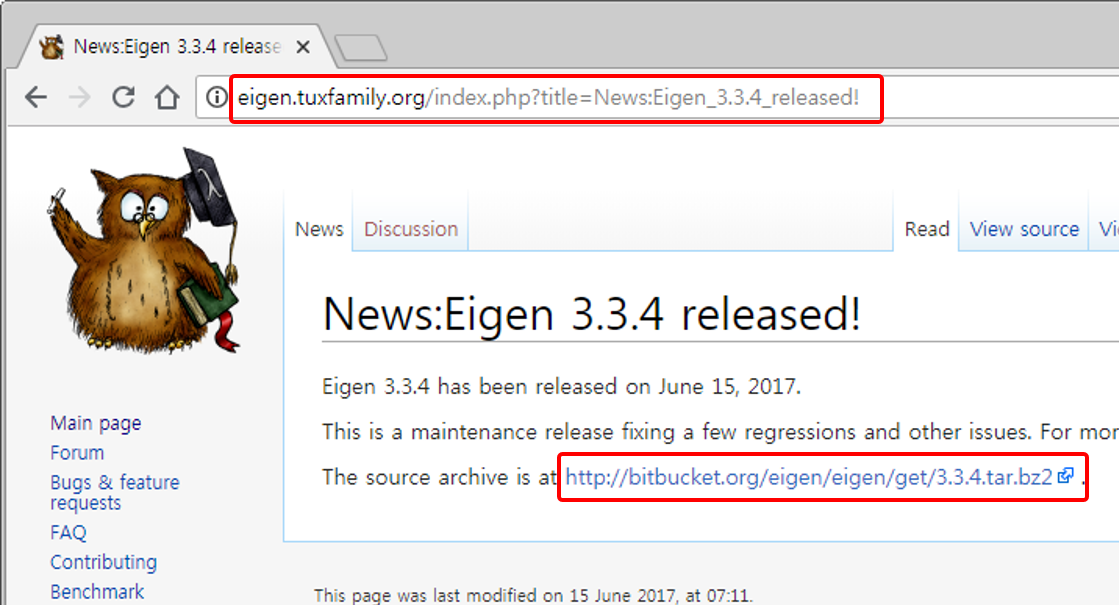 News:Eigen 3.3.4 release
eigen.tuxfamily.org/index.php?title=News:Eigen_3.3.4_released!
News
Discussion
Read
View source
News:Eigen 3.3.4 released!
Eigen 3.3.4 has been released on June 15, 2017.
This is a maintenance release fixing a few regressions and other issues. For
The source archive is at http://bitbucket.org/eigen/eigen/get/3.3.4.tar.bz2 .
Main page
Forum
Bugs & feature
requests
FAQ
Contributing
Benchmark
This page was last modified on 15 June 2017, at 07:11.